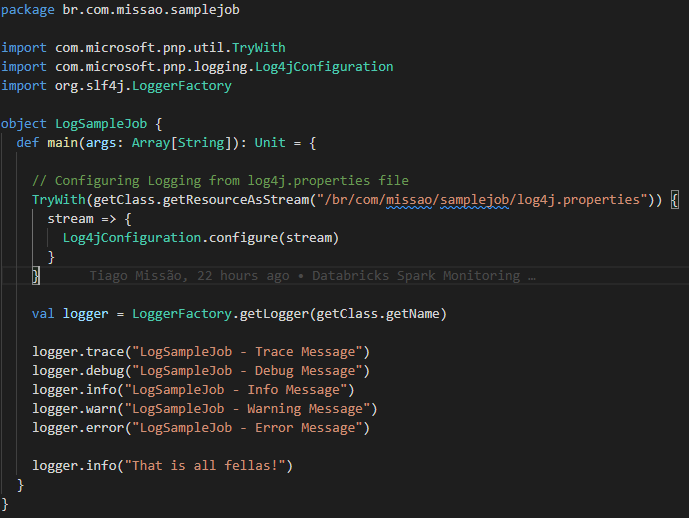 package br.com.missao.samplejob
import com.microsoft.pnp.util.TryWith
import com.microsoft.pnp.logging.Log4jConfiguration
import org.slf4j.LoggerFactory
object LogSampleJob {
def main(args: Array[String]): Unit = {
// Configuring Logging from log4j.properties file
TryWith(getClass.getResourceAsStream("/br/com/missao/samplejob/log4j.properties")) {
stream => {
Log4jConfiguration.configure(stream)
}
} Tiago Missão, 22 hours ago • Databricks Spark Monitoring …
val logger = LoggerFactory.getLogger(getClass.getName)
logger.trace("LogSampleJob - Trace Message")
logger.debug("LogSampleJob - Debug Message")
logger.info("LogSampleJob - Info Message")
logger.warn("LogSampleJob - Warning Message")
logger.error("LogSampleJob - Error Message")
logger.info("That is all fellas!")
}
}